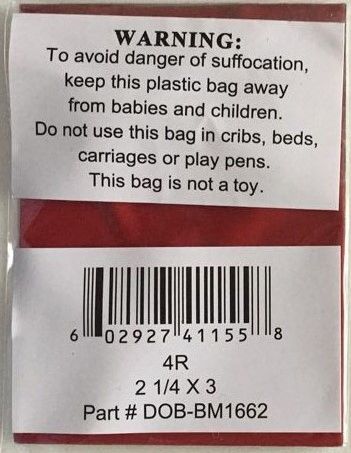 WARNING:
To avoid danger of suffocation,
keep this plastic bag away
from babies and children.
Do not use this bag in cribs, beds,
carriages or play pens.
This bag is not a toy.
6 02927 41155 8
4R
2 1/4 X 3
Part # DOB-BM1662